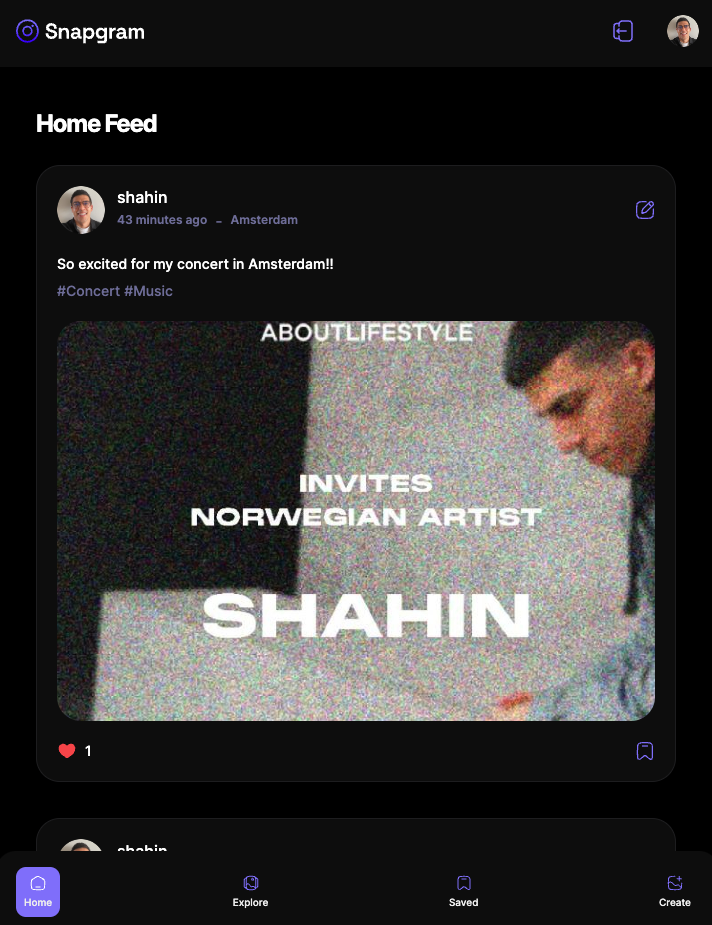 Snapgram
Home Feed
shahin
43 minutes ago - Amsterdam
So excited for my concert in Amsterdam!!
#Concert #Music
ABOUTLIFESTYLE
INVITES
NORWEGIAN ARTIST
SHAHIN
1
shahin
Home
Explore
Saved
Create